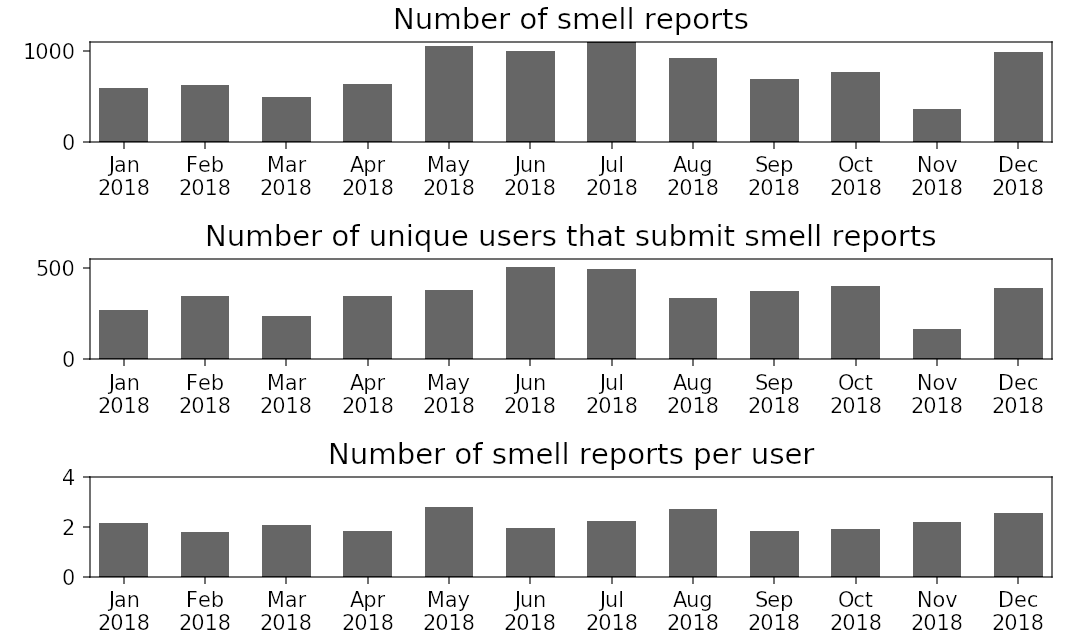 Number of smell reports
1000
0
Jan Feb Mar Apr May Jun Jul Aug Sep Oct Nov Dec
2018 2018 2018 2018 2018 2018 2018 2018 2018 2018 2018 2018
Number of unique users that submit smell reports
500
0
Jan Feb Mar Apr May Jun Jul Aug Sep Oct Nov Dec
2018 2018 2018 2018 2018 2018 2018 2018 2018 2018 2018 2018
Number of smell reports per user
4
2
0
Jan Feb Mar Apr May Jun Jul Aug Sep Oct Nov Dec
2018 2018 2018 2018 2018 2018 2018 2018 2018 2018 2018 2018